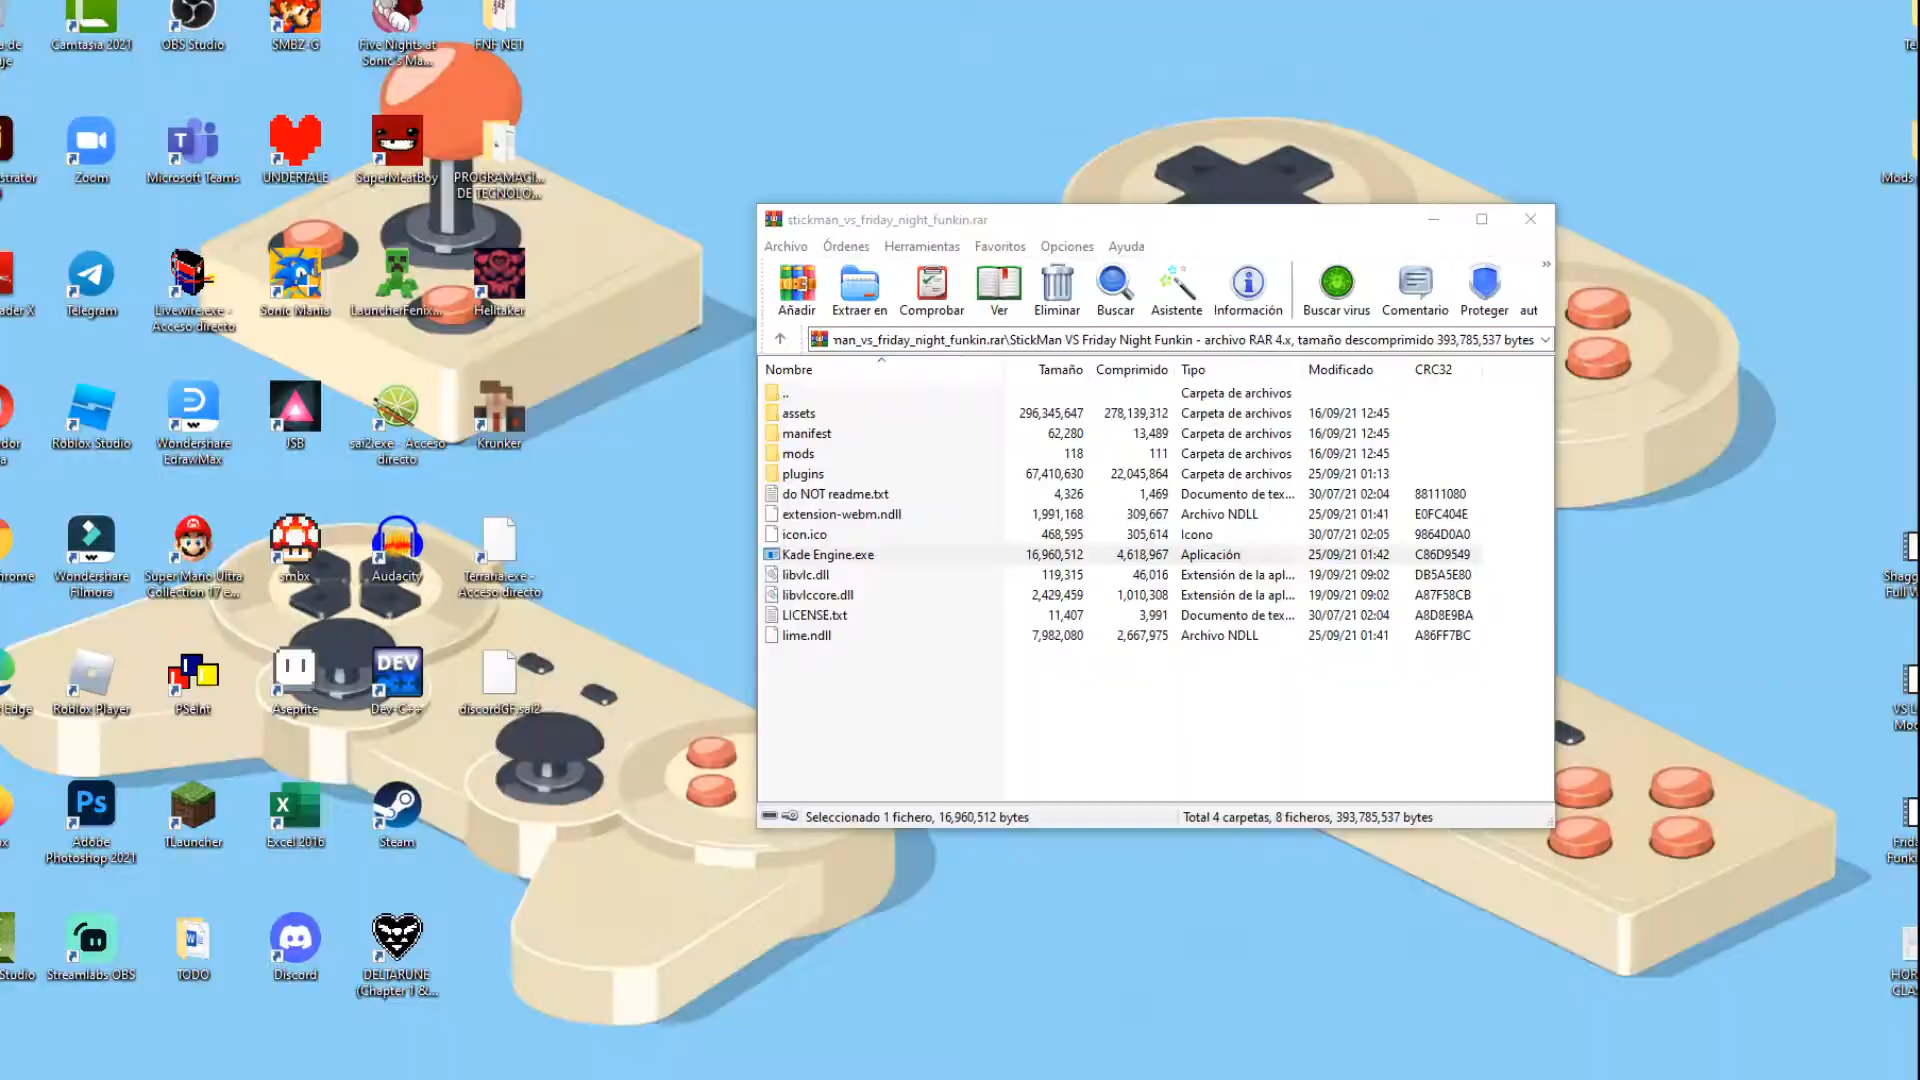 Camtasia 2021
OBS Studio
SMBZ-G
Five Nights at
Sonic's Ma...
FNF NET
Zoom
Microsoft Teams
UNDERTALE
SuperMeatBoy
PROGRAMACI...
DE TECNOLO...
Mods
Telegram
Livewire.exe -
Acceso directo
Sonic Mania
LauncherFenix...
Helltaker
Roblox Studio
Wondershare
EdrawMax
JSB
sai2.exe - Acceso
directo
Krunker
Wondershare
Filmora
Super Mario Ultra
Collection 17 e...
smbx
Audacity
Terraria.exe -
Acceso directo
Edge
Roblox Player
PSeInt
Aseprite
DEV
C++
Dev-C++
discordGF.sai2
Ps
Adobe
Photoshop 2021
TLauncher
Excel 2016
Steam
Studio
Streamlabs OBS
TODO
Discord
DELTARUNE
(Chapter 1 &...
stickman_vs_friday_night_funkin.rar
Archivo Órdenes Herramientas Favoritos Opciones Ayuda
Añadir Extraer en Comprobar Ver Eliminar Buscar Asistente Información Buscar virus Comentario Proteger aut
man_vs_friday_night_funkin.rar\StickMan VS Friday Night Funkin - archivo RAR 4.x, tamaño descomprimido 393,785,537 bytes
Nombre Tamaño Comprimido Tipo Modificado CRC32
.. Carpeta de archivos
assets 296,345,647 278,139,312 Carpeta de archivos 16/09/21 12:45
manifest 62,280 13,489 Carpeta de archivos 16/09/21 12:45
mods 118 111 Carpeta de archivos 16/09/21 12:45
plugins 67,410,630 22,045,864 Carpeta de archivos 25/09/21 01:13
do NOT readme.txt 4,326 1,469 Documento de tex... 30/07/21 02:04 88111080
extension-webm.ndll 1,991,168 309,667 Archivo NDLL 25/09/21 01:41 E0FC404E
icon.ico 468,595 305,614 Icono 30/07/21 02:05 9864D0A0
Kade Engine.exe 16,960,512 4,618,967 Aplicación 25/09/21 01:42 C86D9549
libvlc.dll 119,315 46,016 Extensión de la apl... 19/09/21 09:02 DB5A5E80
libvlccore.dll 2,429,459 1,010,308 Extensión de la apl... 19/09/21 09:02 A87F58CB
LICENSE.txt 11,407 3,991 Documento de tex... 30/07/21 02:04 A8D8E9BA
lime.ndll 7,982,080 2,667,975 Archivo NDLL 25/09/21 01:41 A86FF7BC
Seleccionado 1 fichero, 16,960,512 bytes Total 4 carpetas, 8 ficheros, 393,785,537 bytes